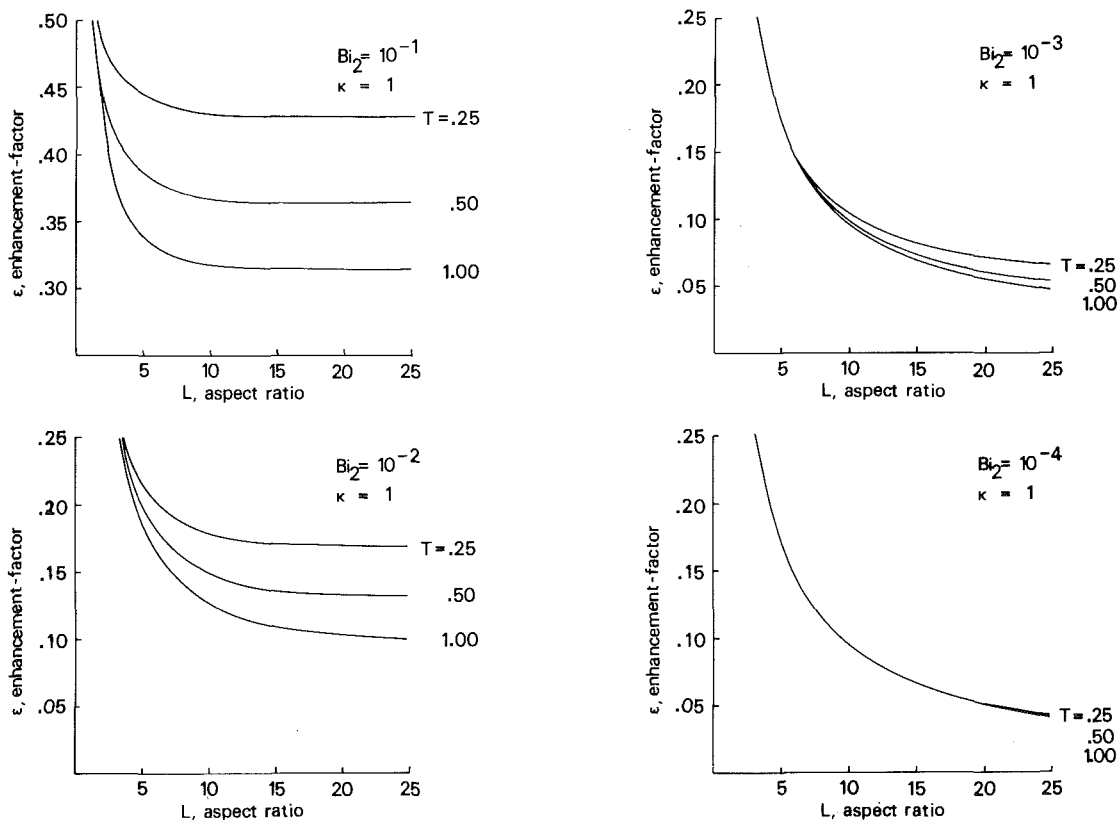 .50
.45
.40
.35
.30
ε, enhancement-factor
Bi₂= 10⁻¹
κ = 1
T=.25
.50
1.00
5 10 15 20 25
L, aspect ratio
.25
.20
.15
.10
.05
ε, enhancement-factor
Bi₂= 10⁻³
κ = 1
T=.25
.50
1.00
5 10 15 20 25
L, aspect ratio
.25
.20
.15
.10
.05
ε, enhancement-factor
Bi₂= 10⁻²
κ = 1
T=.25
.50
1.00
5 10 15 20 25
L, aspect ratio
.25
.20
.15
.10
.05
ε, enhancement-factor
Bi₂= 10⁻⁴
κ = 1
T=.25
.50
1.00
5 10 15 20 25
L, aspect ratio